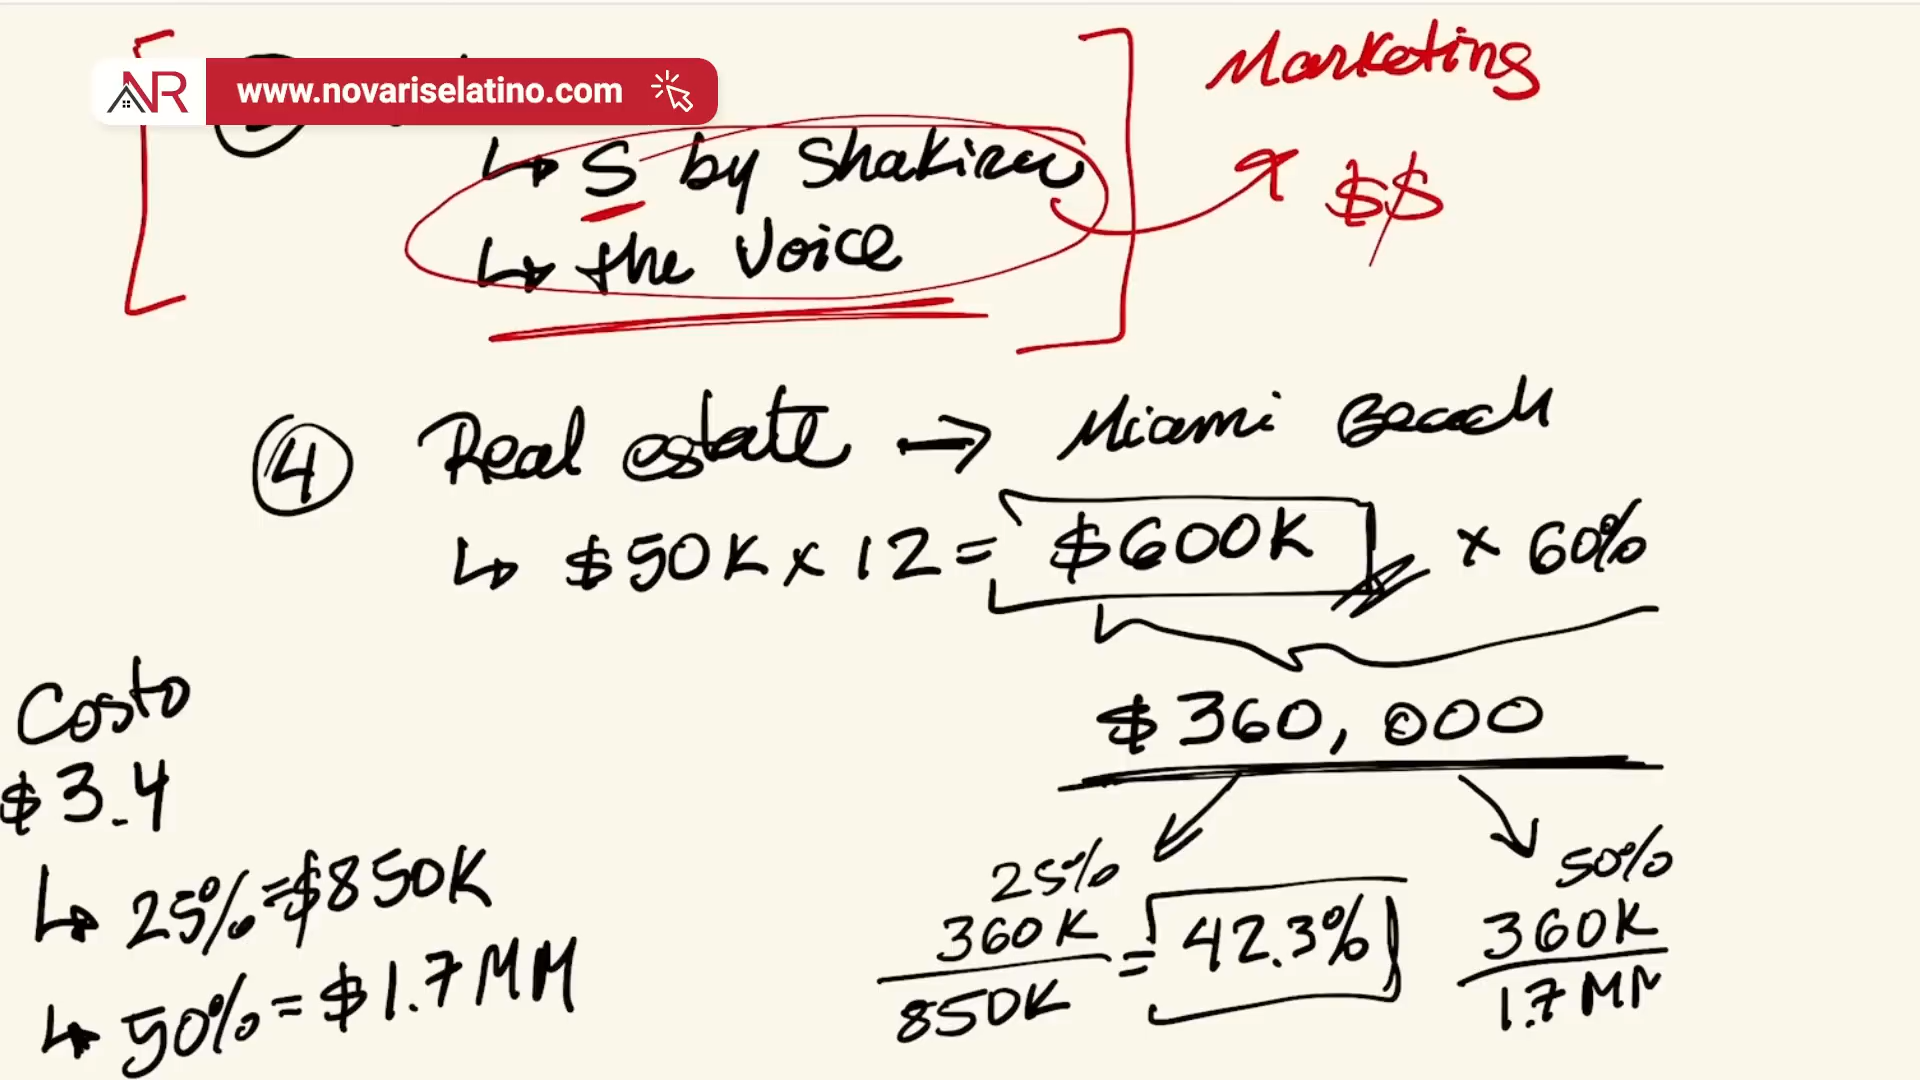 NR www.novariselatino.com
Marketing
↳ S by Shakira
$$
↳ the Voice
④ Real estate → Miami Beach
↳ $50K x 12 = $600K x 60%
$360,000
Costo
$3.4
↳ 25% = $850K
↳ 50% = $1.7MM
25%
360K
850K
= 42.3%
50%
360K
1.7MM